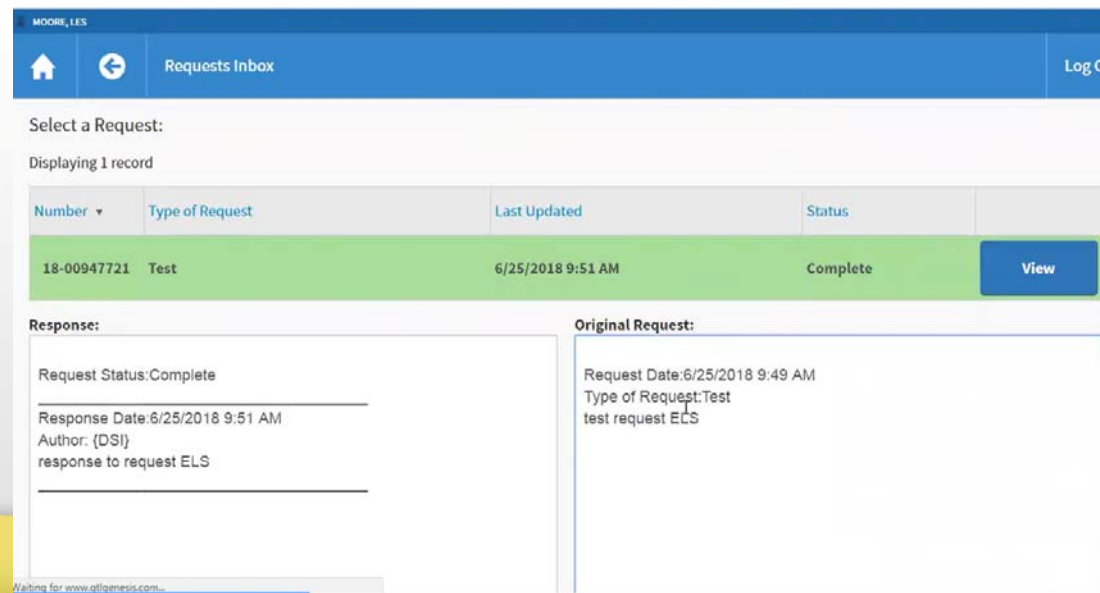 MOORE, LES
Requests Inbox
Log
Select a Request:
Displaying 1 record
Number ▼ Type of Request Last Updated Status
18-00947721 Test 6/25/2018 9:51 AM Complete View
Response: Original Request:
Request Status:Complete
Response Date:6/25/2018 9:51 AM
Author: {DSI}
response to request ELS
Request Date:6/25/2018 9:49 AM
Type of Request:Test
test request ELS
Waiting for www.gtlgenesis.com...